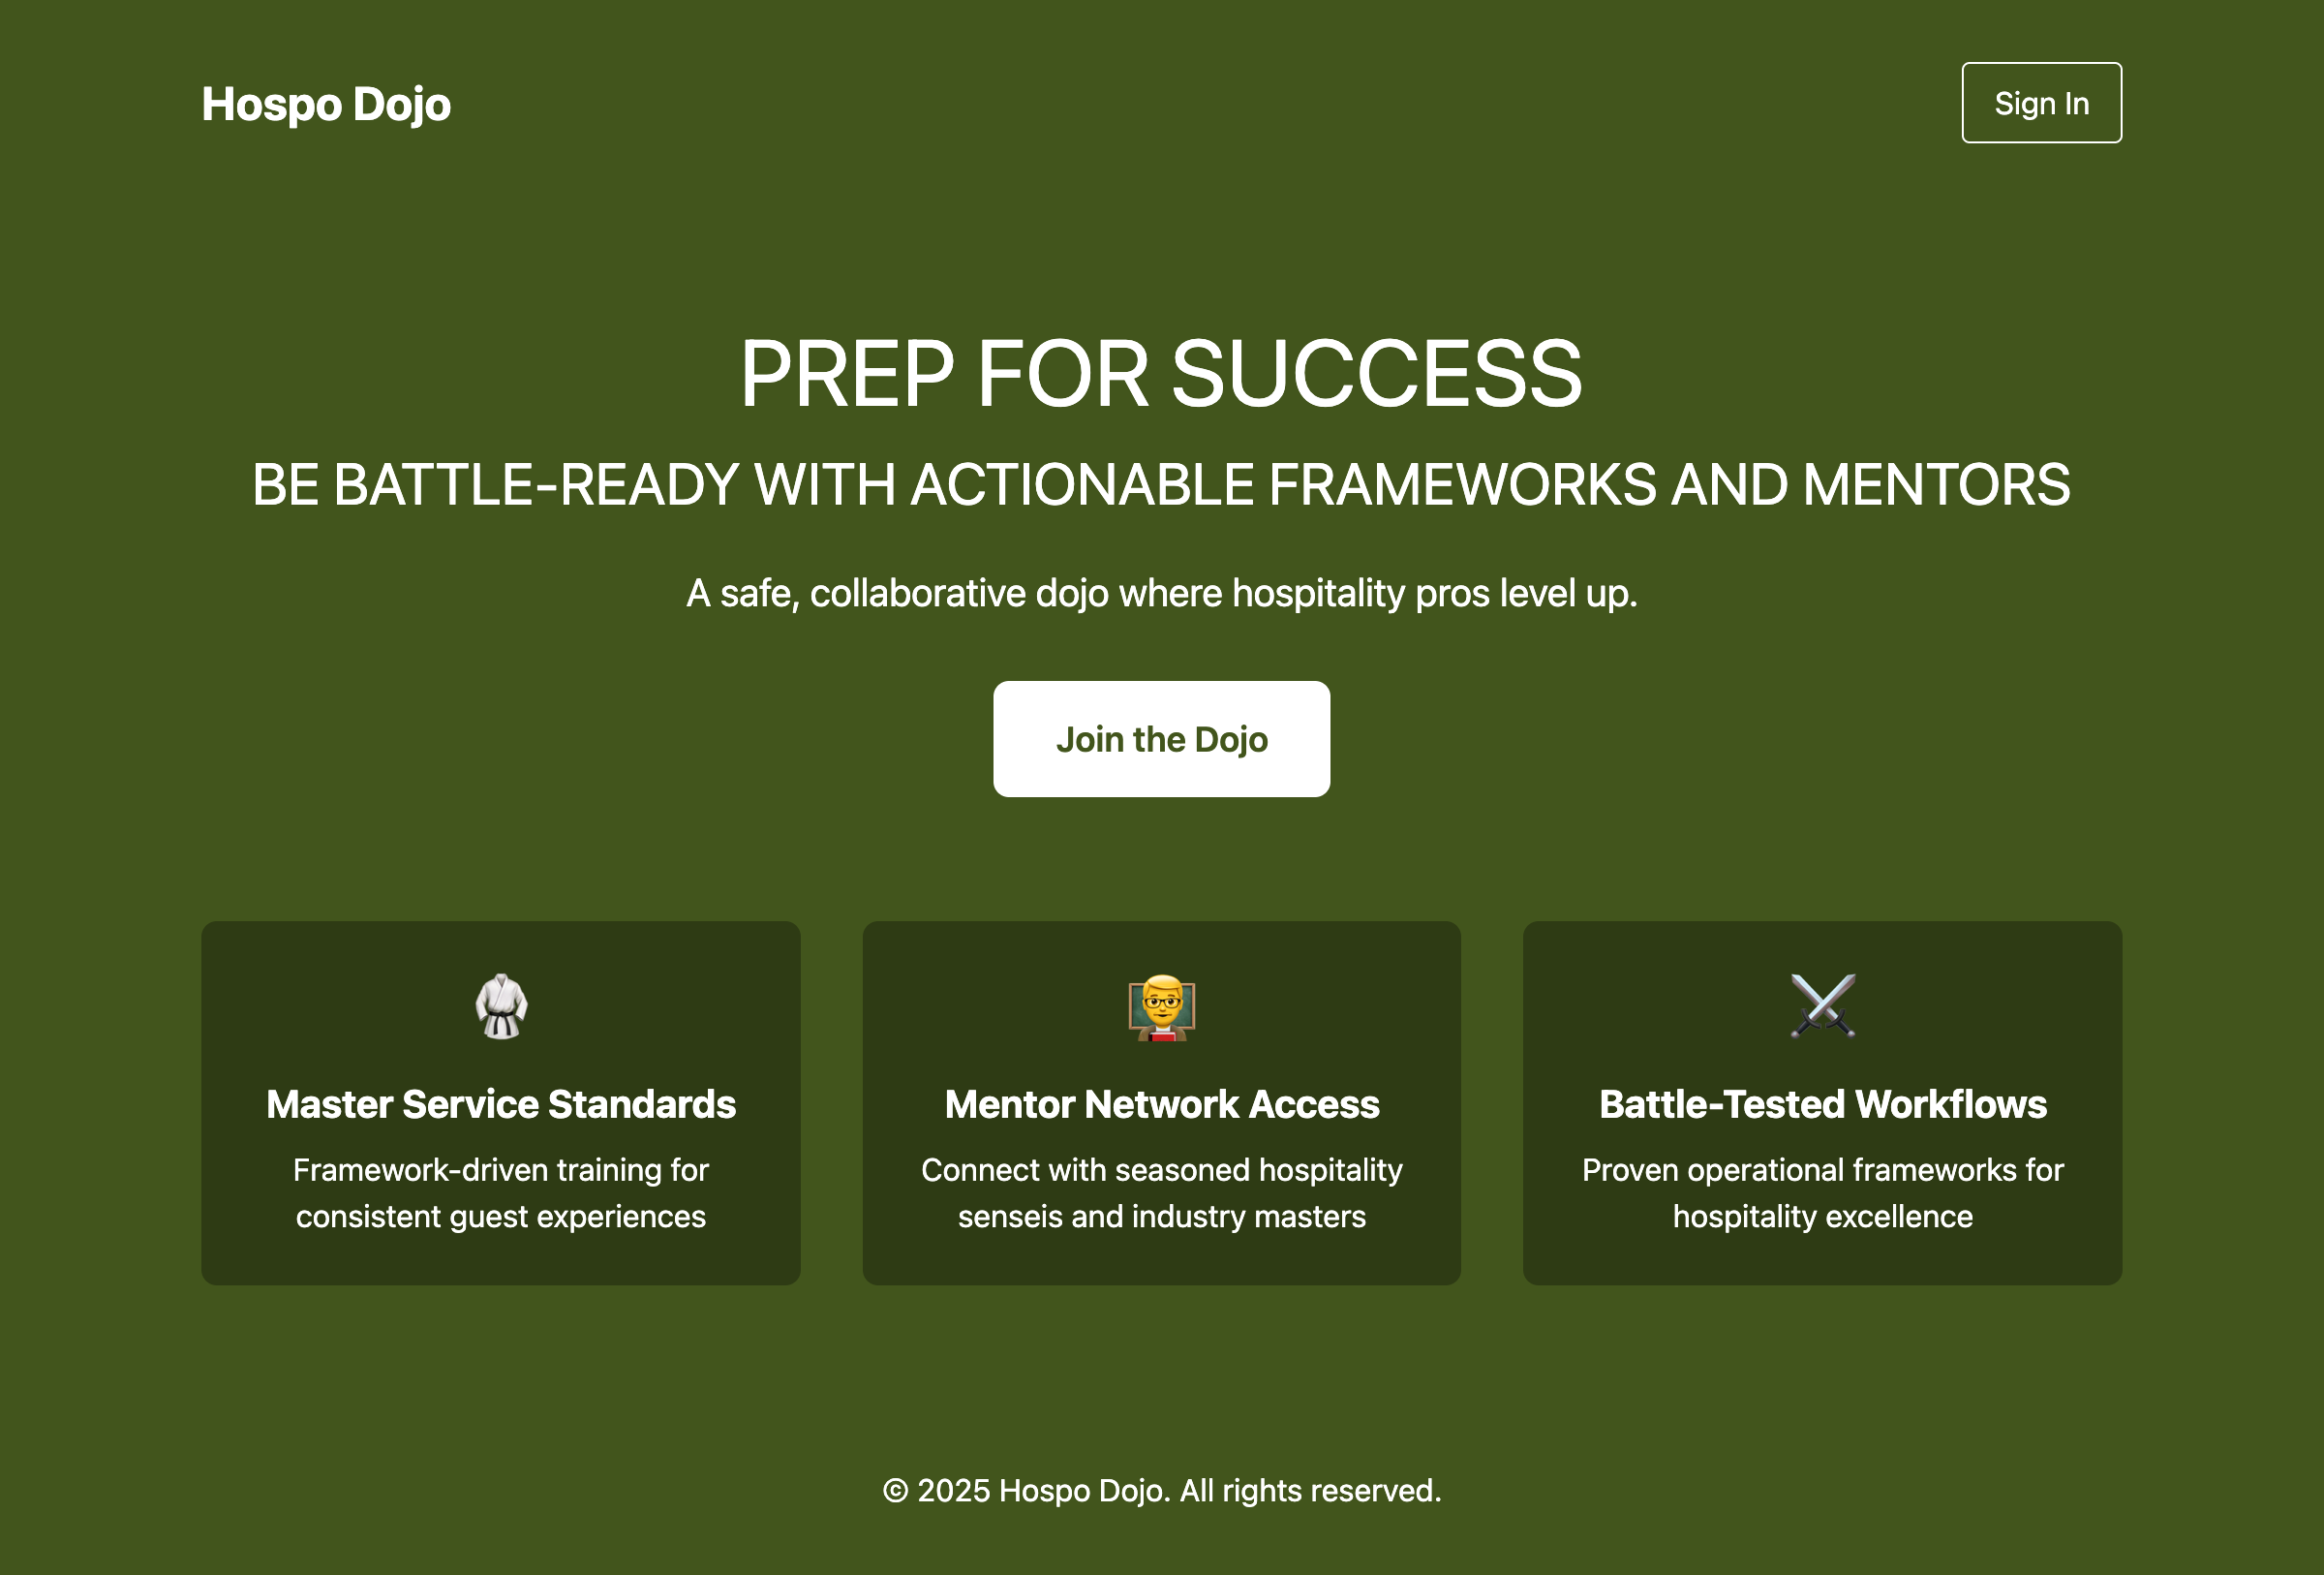 Hospo Dojo
Sign In
PREP FOR SUCCESS
BE BATTLE-READY WITH ACTIONABLE FRAMEWORKS AND MENTORS
A safe, collaborative dojo where hospitality pros level up.
Join the Dojo
Master Service Standards
Framework-driven training for
consistent guest experiences
Mentor Network Access
Connect with seasoned hospitality
senseis and industry masters
Battle-Tested Workflows
Proven operational frameworks for
hospitality excellence
© 2025 Hospo Dojo. All rights reserved.